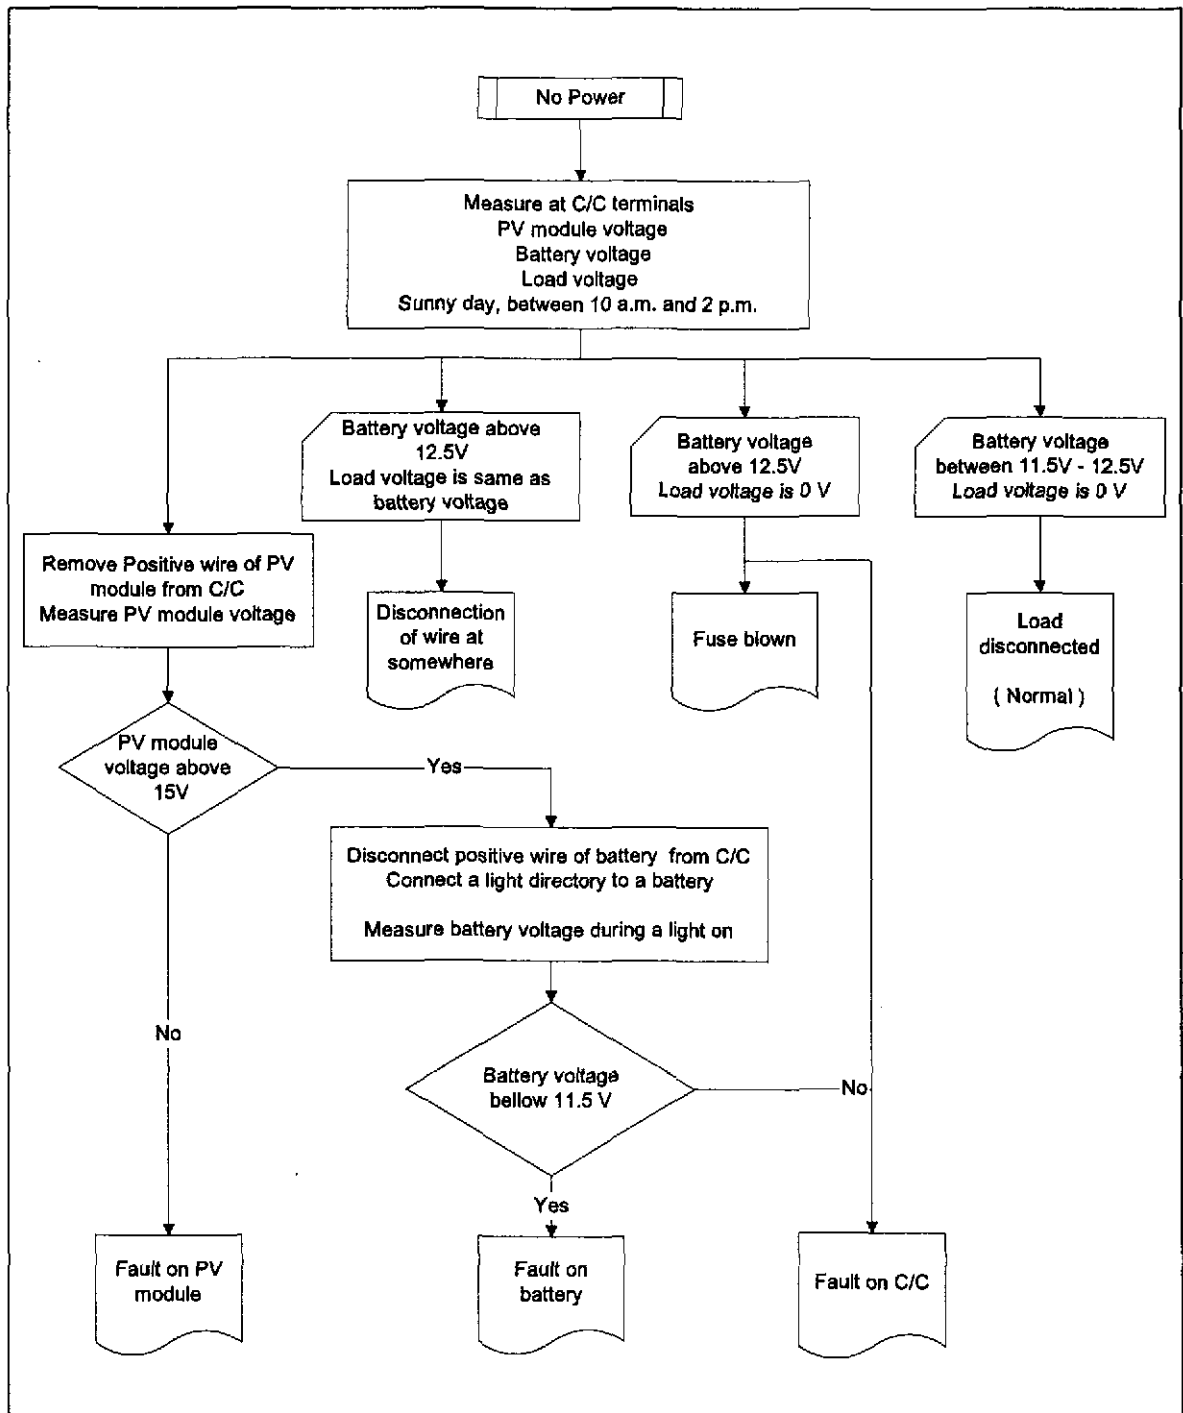 No Power
Measure at C/C terminals
PV module voltage
Battery voltage
Load voltage
Sunny day, between 10 a.m. and 2 p.m.
Battery voltage above
12.5V
Load voltage is same as
battery voltage
Battery voltage
above 12.5V
Load voltage is 0 V
Battery voltage
between 11.5V - 12.5V
Load voltage is 0 V
Remove Positive wire of PV
module from C/C
Measure PV module voltage
Disconnection
of wire at
somewhere
Fuse blown
Load
disconnected
( Normal )
PV module
voltage above
15V
Yes
Disconnect positive wire of battery from C/C
Connect a light directory to a battery
Measure battery voltage during a light on
No
Battery voltage
bellow 11.5 V
No
Yes
Fault on PV
module
Fault on
battery
Fault on C/C